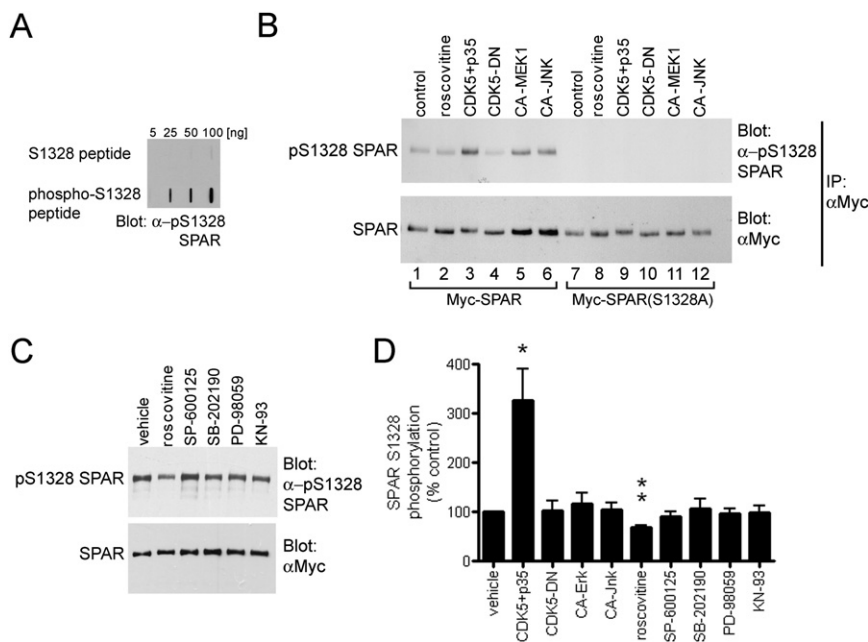 A
5 25 50 100 [ng]
S1328 peptide
phospho-S1328
peptide
Blot: α–pS1328
SPAR
B
control
roscovitine
CDK5+p35
CDK5-DN
CA-MEK1
CA-JNK
control
roscovitine
CDK5+p35
CDK5-DN
CA-MEK1
CA-JNK
pS1328 SPAR
Blot:
α–pS1328
SPAR
SPAR
Blot:
αMyc
IP:
αMyc
1 2 3 4 5 6 7 8 9 10 11 12
Myc-SPAR
Myc-SPAR(S1328A)
C
vehicle
roscovitine
SP-600125
SB-202190
PD-98059
KN-93
pS1328 SPAR
Blot:
α–pS1328
SPAR
SPAR
Blot:
αMyc
D
SPAR S1328
phosphorylation
(% control)
400
300
200
100
0
*
*
*
vehicle
CDK5+p35
CDK5-DN
CA-Erk
CA-Jnk
roscovitine
SP-600125
SB-202190
PD-98059
KN-93